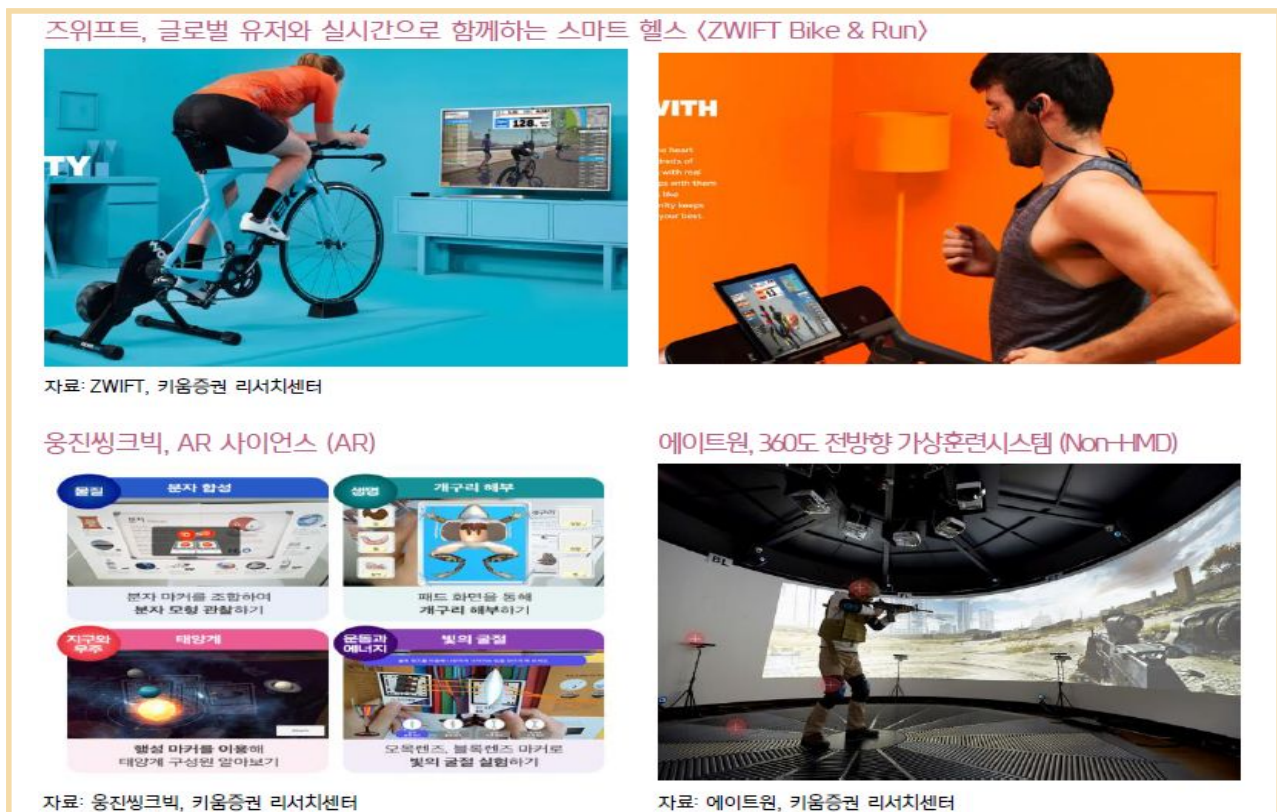 즈위프트, 글로벌 유저와 실시간으로 함께하는 스마트 헬스 〈ZWIFT Bike & Run〉
TY
128
WITH
자료: ZWIFT, 키움증권 리서치센터
웅진씽크빅, AR 사이언스 (AR)
에이트원, 360도 전방향 가상훈련시스템 (Non-HMD)
물질
분자 합성
생명
개구리 해부
분자 마커를 조합하여
분자 모형 관찰하기
패드 화면을 통해
개구리 해부하기
지구와
우주
태양계
운동과
에너지
빛의 굴절
행성 마커를 이용해
태양계 구성원 알아보기
오목렌즈, 볼록렌즈 마커로
빛의 굴절 실험하기
BL
자료: 웅진씽크빅, 키움증권 리서치센터
자료: 에이트원, 키움증권 리서치센터